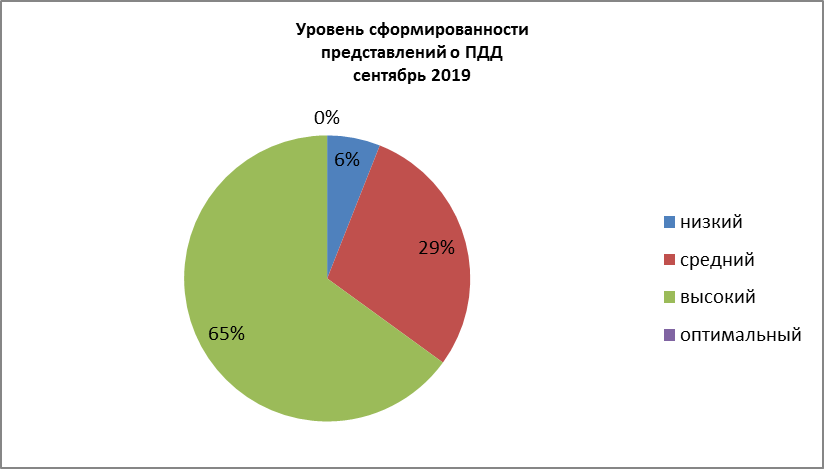 Уровень сформированности
представлений о ПДД
сентябрь 2019
0%
6%
29%
65%
низкий
средний
высокий
оптимальный